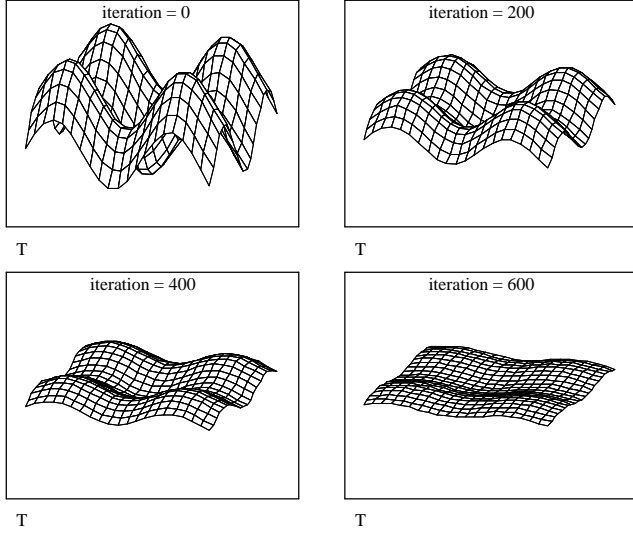 iteration = 0
iteration = 200
T
T
iteration = 400
iteration = 600
T
T